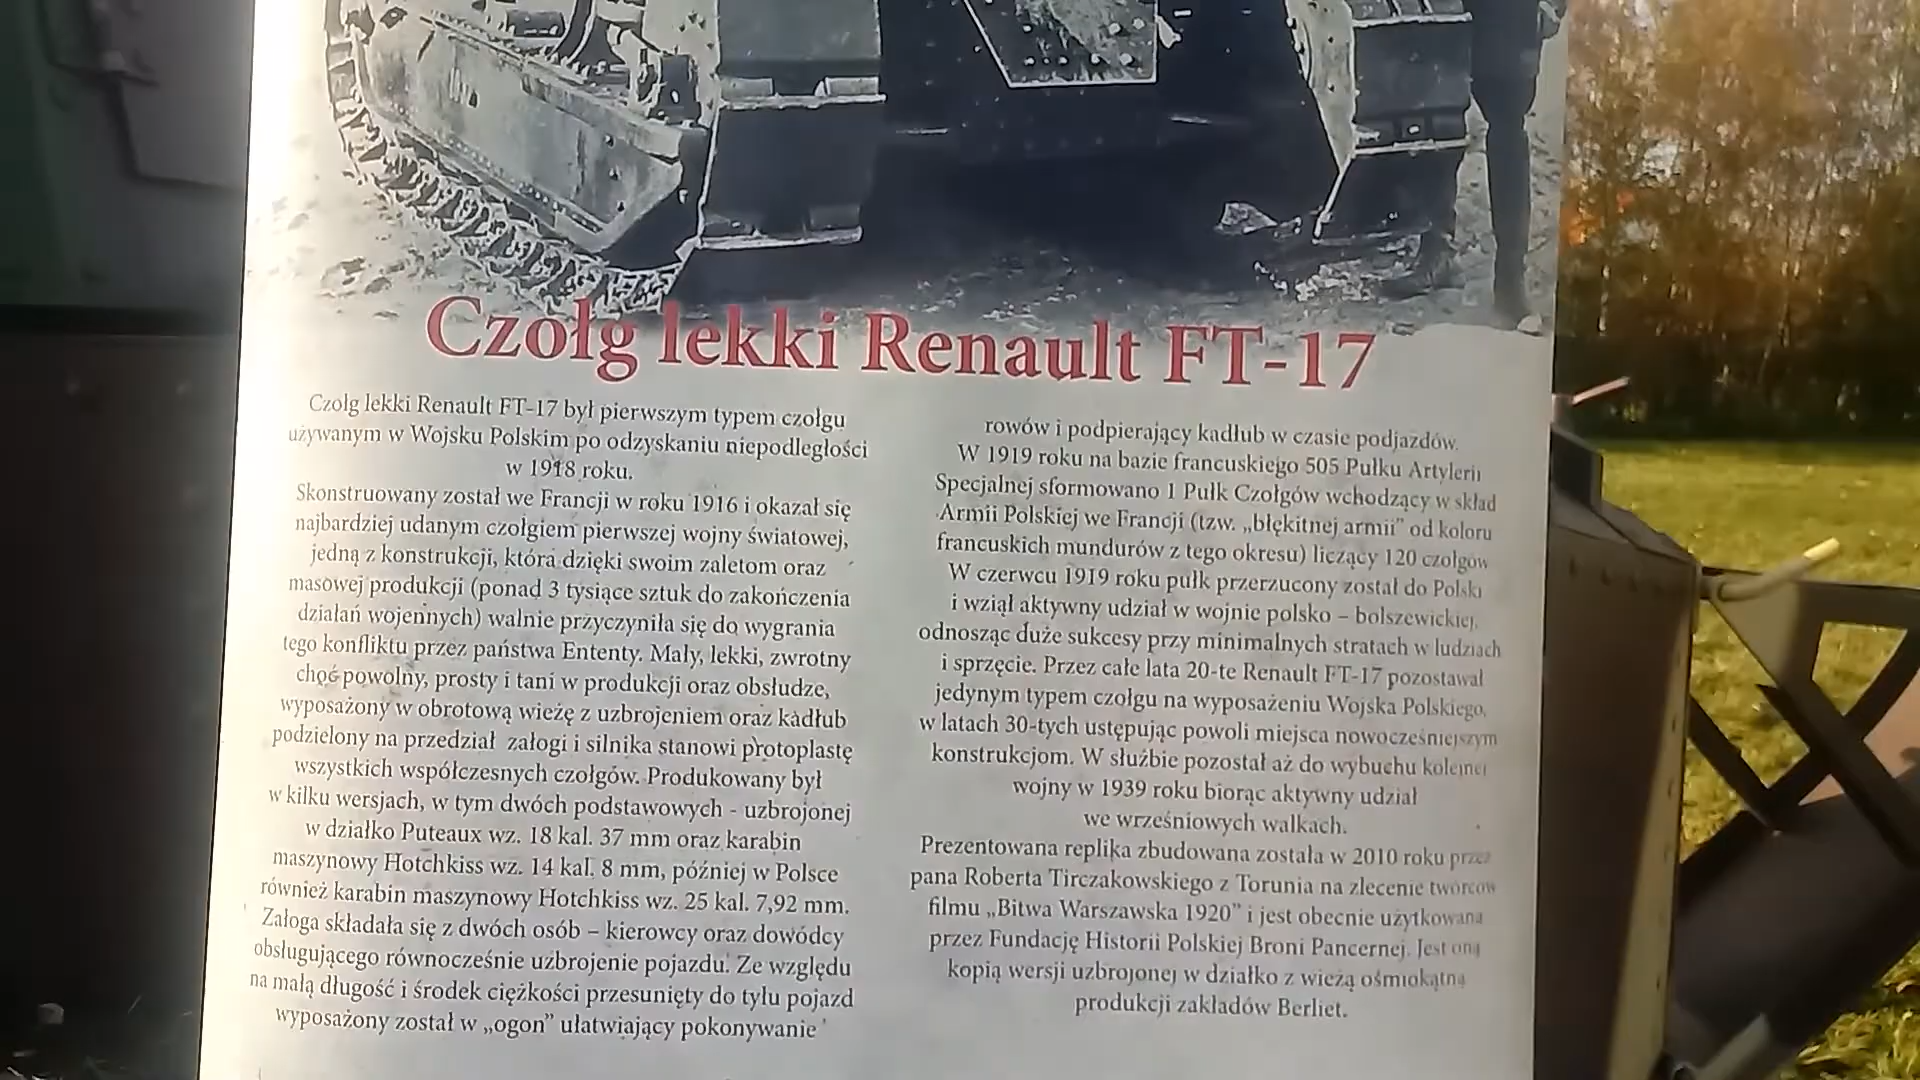 Czołg lekki Renault FT-17
Czołg lekki Renault FT-17 był pierwszym typem czołgu
używanym w Wojsku Polskim po odzyskaniu niepodległości
w 1918 roku.
Skonstruowany został we Francji w roku 1916 i okazał się
najbardziej udanym czołgiem pierwszej wojny światowej,
jedną z konstrukcji, która dzięki swoim zaletom oraz
masowej produkcji (ponad 3 tysiące sztuk do zakończenia
działań wojennych) walnie przyczyniła się do wygrania
tego konfliktu przez państwa Ententy. Mały, lekki, zwrotny
choć powolny, prosty i tani w produkcji oraz obsłudze,
wyposażony w obrotową wieżę z uzbrojeniem oraz kadłub
podzielony na przedział załogi i silnika stanowi protoplastę
wszystkich współczesnych czołgów. Produkowany był
w kilku wersjach, w tym dwóch podstawowych - uzbrojonej
w działko Puteaux wz. 18 kal. 37 mm oraz karabin
maszynowy Hotchkiss wz. 14 kal. 8 mm, później w Polsce
również karabin maszynowy Hotchkiss wz. 25 kal. 7,92 mm.
Załoga składała się z dwóch osób – kierowcy oraz dowódcy
obsługującego równocześnie uzbrojenie pojazdu. Ze względu
na małą długość i środek ciężkości przesunięty do tyłu pojazd
wyposażony został w „ogon” ułatwiający pokonywanie
rowów i podpierający kadłub w czasie podjazdów.
W 1919 roku na bazie francuskiego 505 Pułku Artylerii
Specjalnej sformowano 1 Pułk Czołgów wchodzący w skład
Armii Polskiej we Francji (tzw. „błękitnej armii” od koloru
francuskich mundurów z tego okresu) liczący 120 czołgów
W czerwcu 1919 roku pułk przerzucony został do Polski
i wziął aktywny udział w wojnie polsko – bolszewickiej,
odnosząc duże sukcesy przy minimalnych stratach w ludziach
i sprzęcie. Przez całe lata 20-te Renault FT-17 pozostawał
jedynym typem czołgu na wyposażeniu Wojska Polskiego,
w latach 30-tych ustępując powoli miejsca nowocześniejszym
konstrukcjom. W służbie pozostał aż do wybuchu kolejnej
wojny w 1939 roku biorąc aktywny udział
we wrześniowych walkach.
Prezentowana replika zbudowana została w 2010 roku przez
pana Roberta Tirczakowskiego z Torunia na zlecenie twórców
filmu „Bitwa Warszawska 1920” i jest obecnie użytkowana
przez Fundację Historii Polskiej Broni Pancernej. Jest ona
kopią wersji uzbrojonej w działko z wieżą ośmiokątną
produkcji zakładów Berliet.